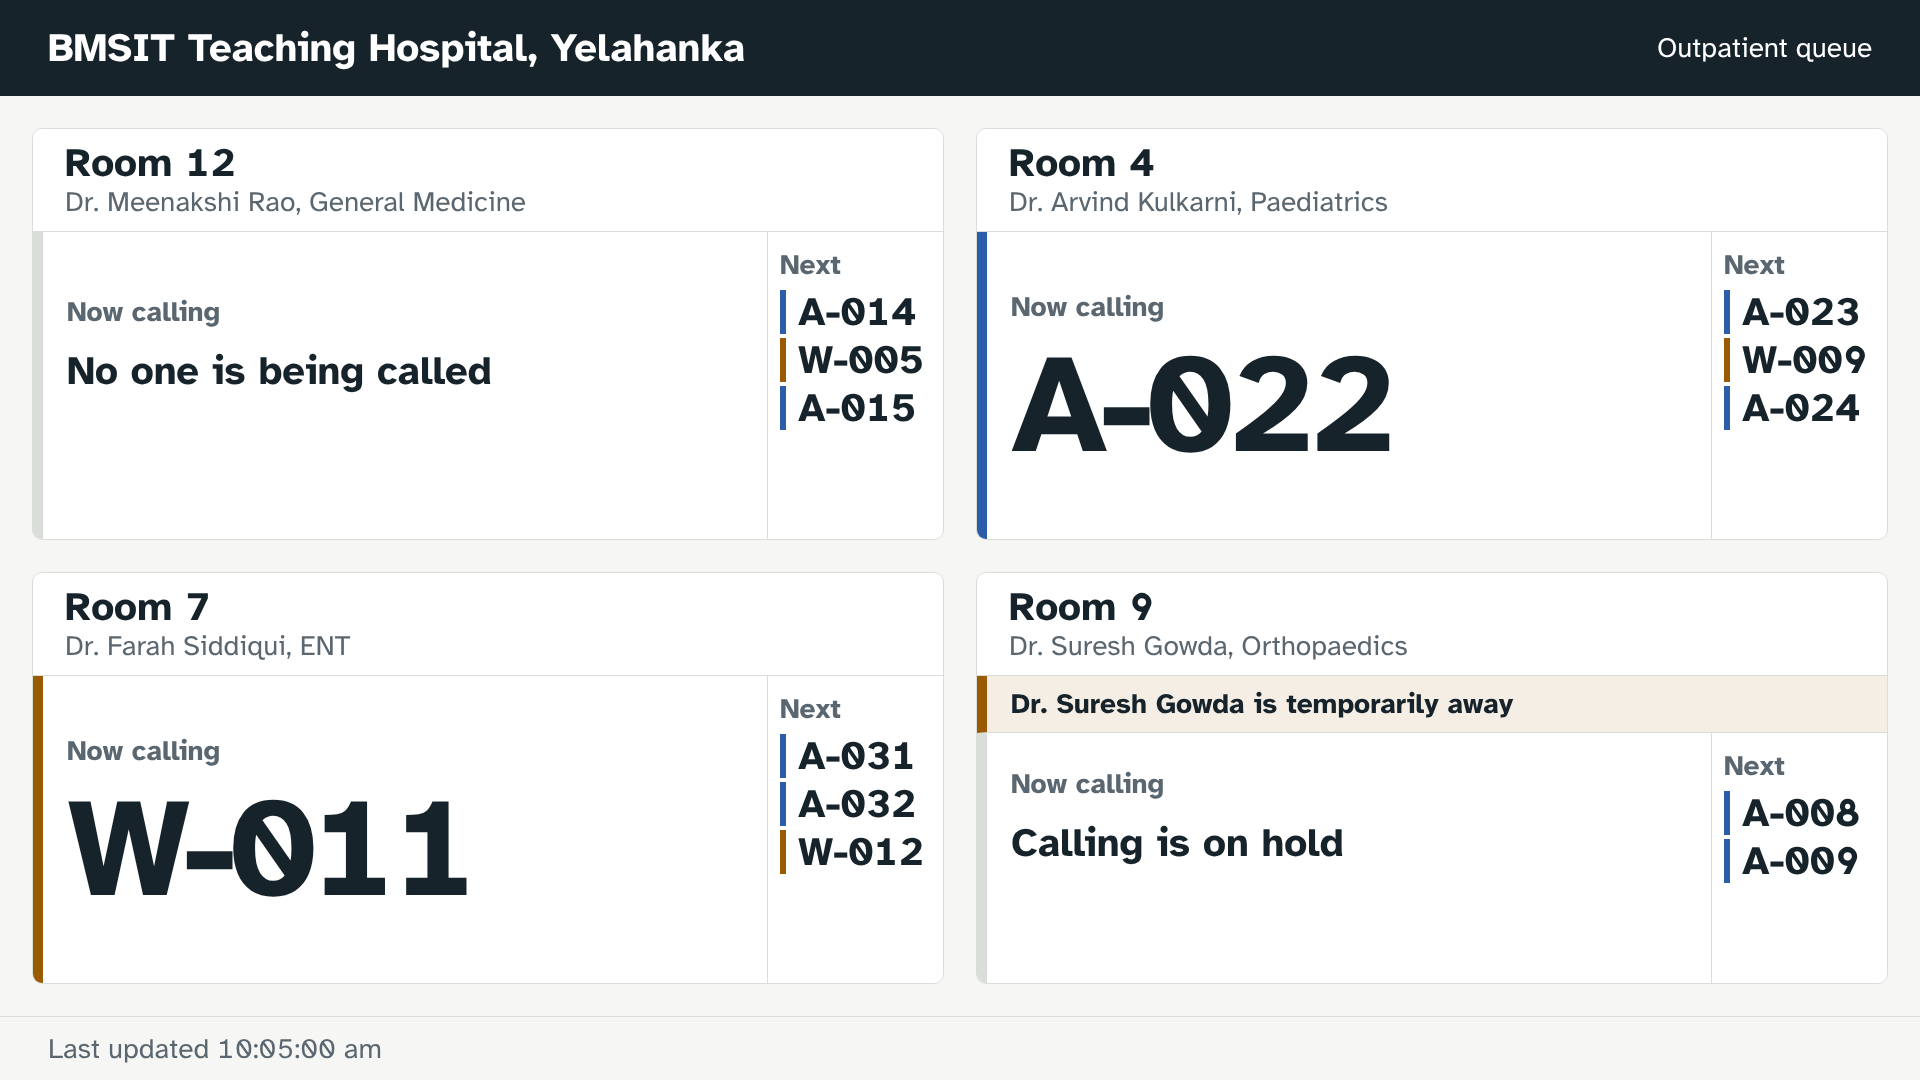 BMSIT Teaching Hospital, Yelahanka
Outpatient queue
Room 12
Dr. Meenakshi Rao, General Medicine
Now calling
No one is being called
Next
A-014
W-005
A-015
Room 4
Dr. Arvind Kulkarni, Paediatrics
Now calling
A-022
Next
A-023
W-009
A-024
Room 7
Dr. Farah Siddiqui, ENT
Now calling
W-011
Next
A-031
A-032
W-012
Room 9
Dr. Suresh Gowda, Orthopaedics
Dr. Suresh Gowda is temporarily away
Now calling
Calling is on hold
Next
A-008
A-009
Last updated 10:05:00 am